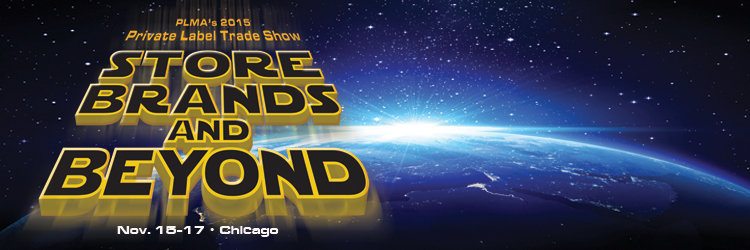 PLMA's 2015
Private Label Trade Show
STORE
BRANDS
AND
BEYOND
Nov. 15-17 • Chicago